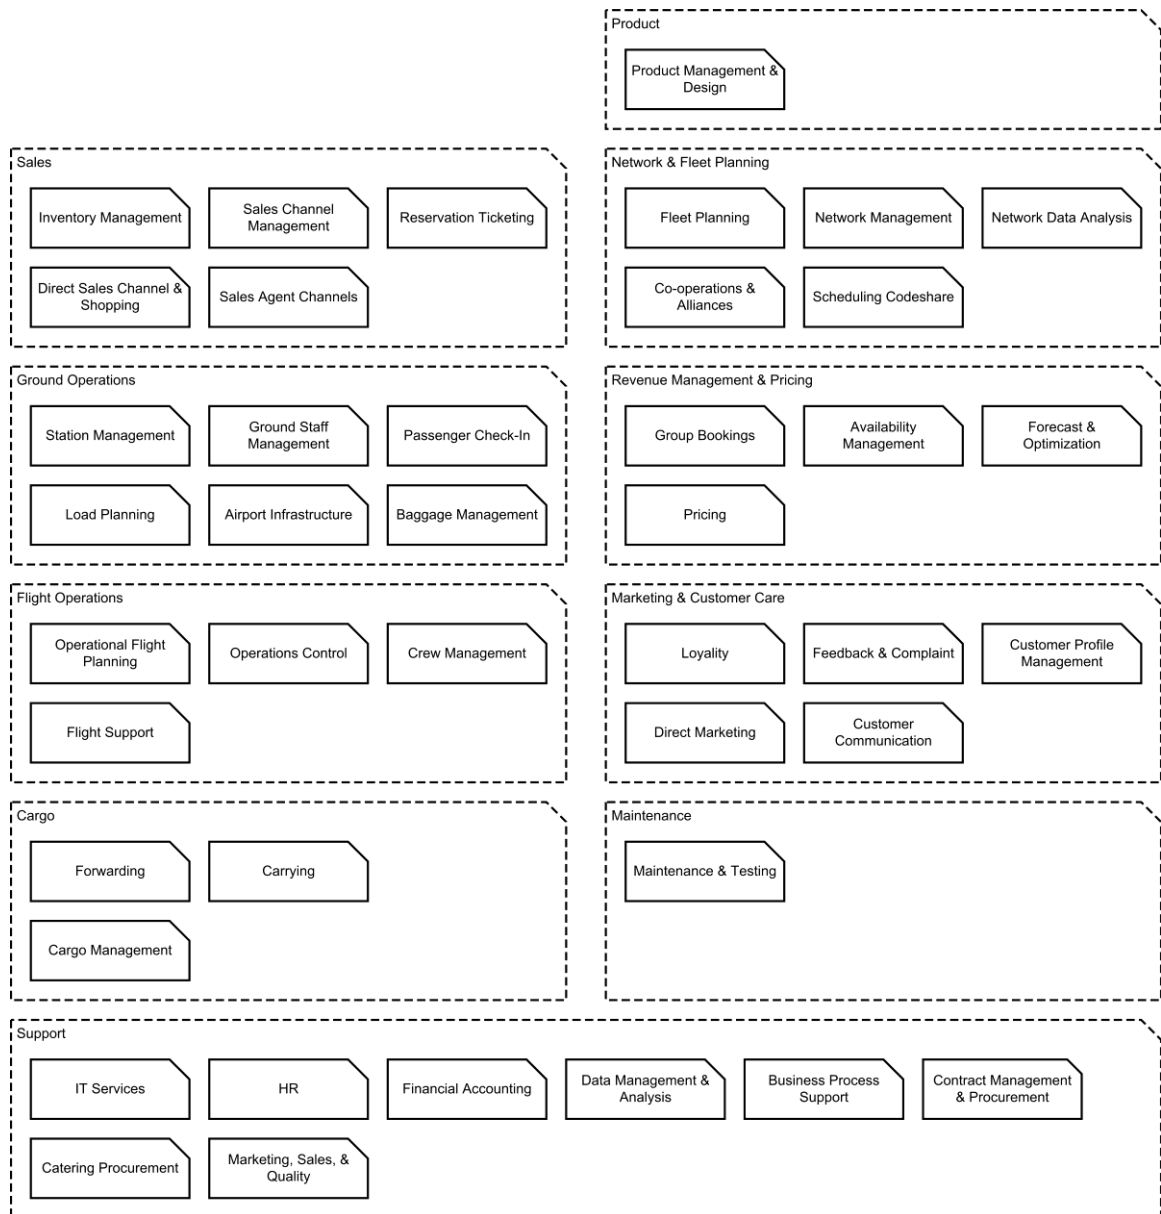 Product
Product Management &
Design
Sales
Inventory Management
Sales Channel
Management
Reservation Ticketing
Direct Sales Channel &
Shopping
Sales Agent Channels
Network & Fleet Planning
Fleet Planning
Network Management
Network Data Analysis
Co-operations &
Alliances
Scheduling Codeshare
Ground Operations
Station Management
Ground Staff
Management
Passenger Check-In
Load Planning
Airport Infrastructure
Baggage Management
Revenue Management & Pricing
Group Bookings
Availability
Management
Forecast &
Optimization
Pricing
Flight Operations
Operational Flight
Planning
Operations Control
Crew Management
Flight Support
Marketing & Customer Care
Loyality
Feedback & Complaint
Customer Profile
Management
Direct Marketing
Customer
Communication
Cargo
Forwarding
Carrying
Cargo Management
Maintenance
Maintenance & Testing
Support
IT Services
HR
Financial Accounting
Data Management &
Analysis
Business Process
Support
Contract Management
& Procurement
Catering Procurement
Marketing, Sales, &
Quality